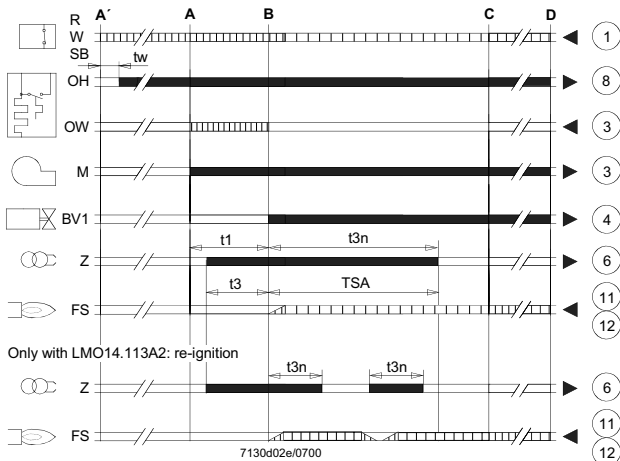 A´ A B C D
R
W 1
SB
tw
OH 8
OW 3
M 3
BV1 4
t1 t3n
Z 6
t3 TSA
FS 11
12
Only with LMO14.113A2: re-ignition
t3n t3n
Z 6
FS 11
12
7130d02e/0700